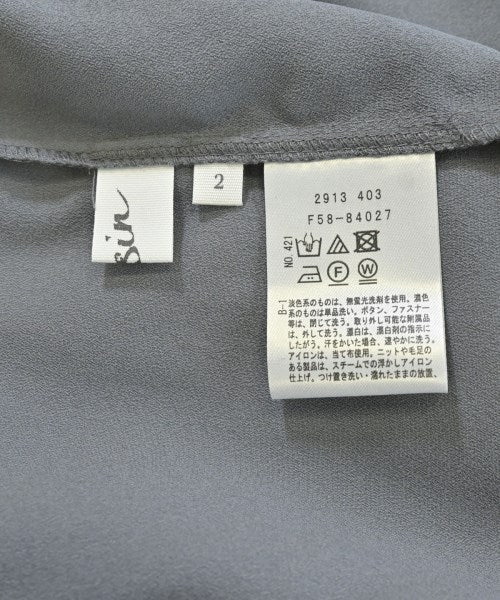 sin
2
2913 403
F58-84027
NO.421
F
W
B-1
淡色系のものは、無蛍光洗剤を使用、濃色
系のものは単品洗い。ボタン、ファスナー
等は、閉じて洗う。取り外し可能な附属品
は、外して洗う。漂白は、漂白剤の指示に
したがう。汗をかいた場合、速やかに洗う。
アイロンは、当て布使用。ニットや毛足の
ある製品は、スチームでの浮かしアイロン
仕上げ。つけ置き洗い・濡れたままの放置、